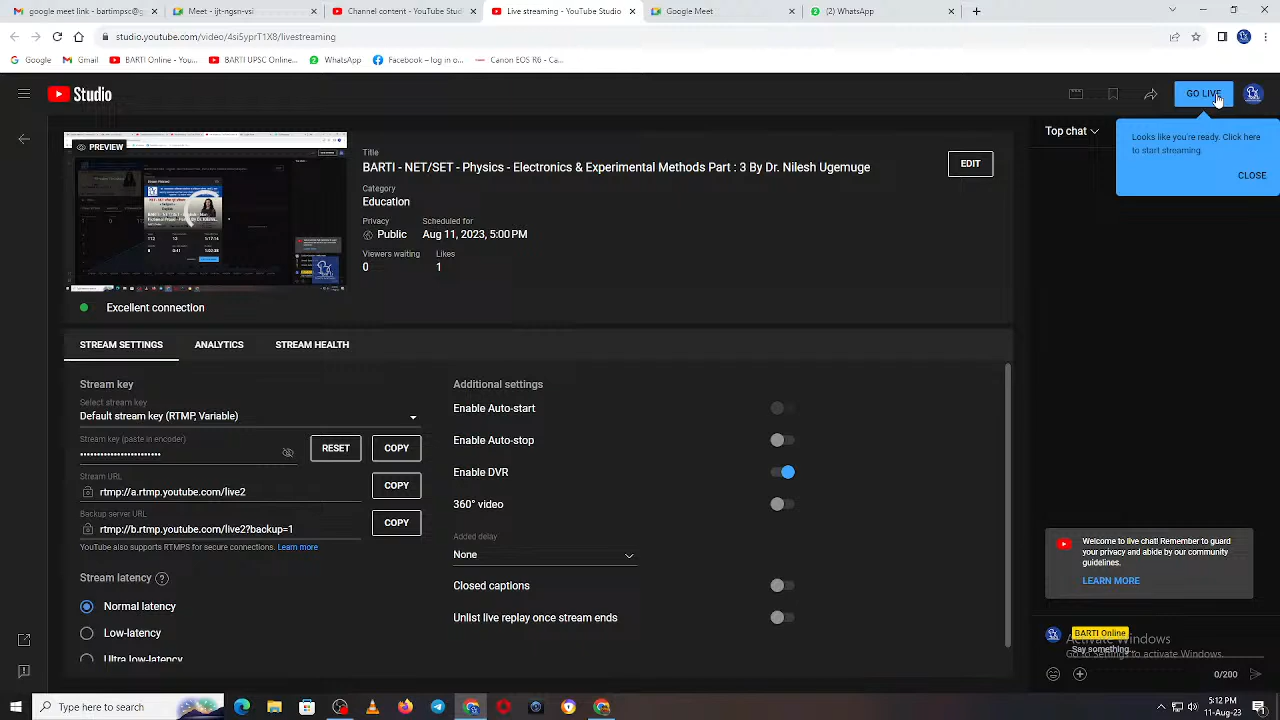 google meet link - bartimpsc@g
Meet - ijt-nqsn-vsi
Channel content - YouTube Stud
Live streaming - YouTube Studio
Google Meet
(2) WhatsApp
studio.youtube.com/video/4si5yprT1X8/livestreaming
Google
Gmail
BARTI Online - You...
BARTI UPSC Online...
WhatsApp
Facebook – log in o...
Canon EOS R6 - Ca...
Studio
GO LIVE
PREVIEW
Title
BARTI - NET/SET - Physics - Electronics & Experimental Methods Part : 3 By Dr. Nilesh Ugemuge
EDIT
Category
Education
Privacy
Public
Scheduled for
Aug 11, 2023, 5:00 PM
Viewers waiting
0
Likes
1
Excellent connection
Top chat
Looks like you're ready. Click here
to start streaming.
CLOSE
STREAM SETTINGS
ANALYTICS
STREAM HEALTH
Stream key
Select stream key
Default stream key (RTMP, Variable)
Stream key (paste in encoder)
RESET
COPY
Stream URL
rtmp://a.rtmp.youtube.com/live2
COPY
Backup server URL
rtmp://b.rtmp.youtube.com/live2?backup=1
COPY
YouTube also supports RTMPS for secure connections. Learn more
Stream latency
Normal latency
Low-latency
Ultra low-latency
Additional settings
Enable Auto-start
Enable Auto-stop
Enable DVR
360° video
Added delay
None
Closed captions
Unlist live replay once stream ends
Welcome to live chat! Remember to guard
your privacy and abide by our community
guidelines.
LEARN MORE
BARTI Online
Say something...
Activate Windows
Go to Settings to activate Windows.
0/200
Type here to search
5:12 PM
11-Aug-23